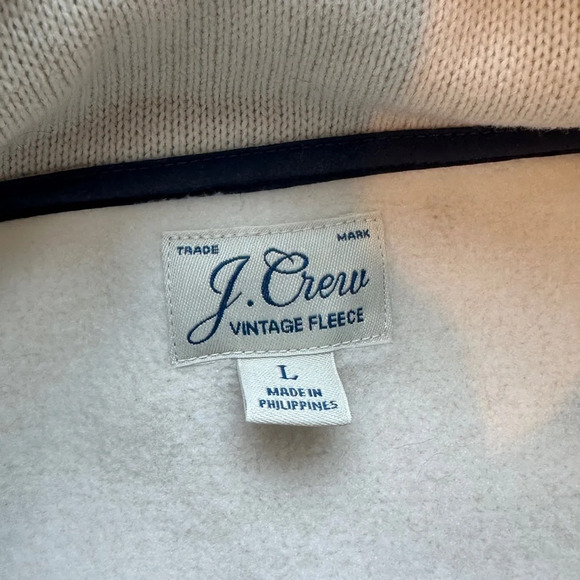 TRADE MARK
J.Crew
VINTAGE FLEECE
L
MADE IN
PHILIPPINES